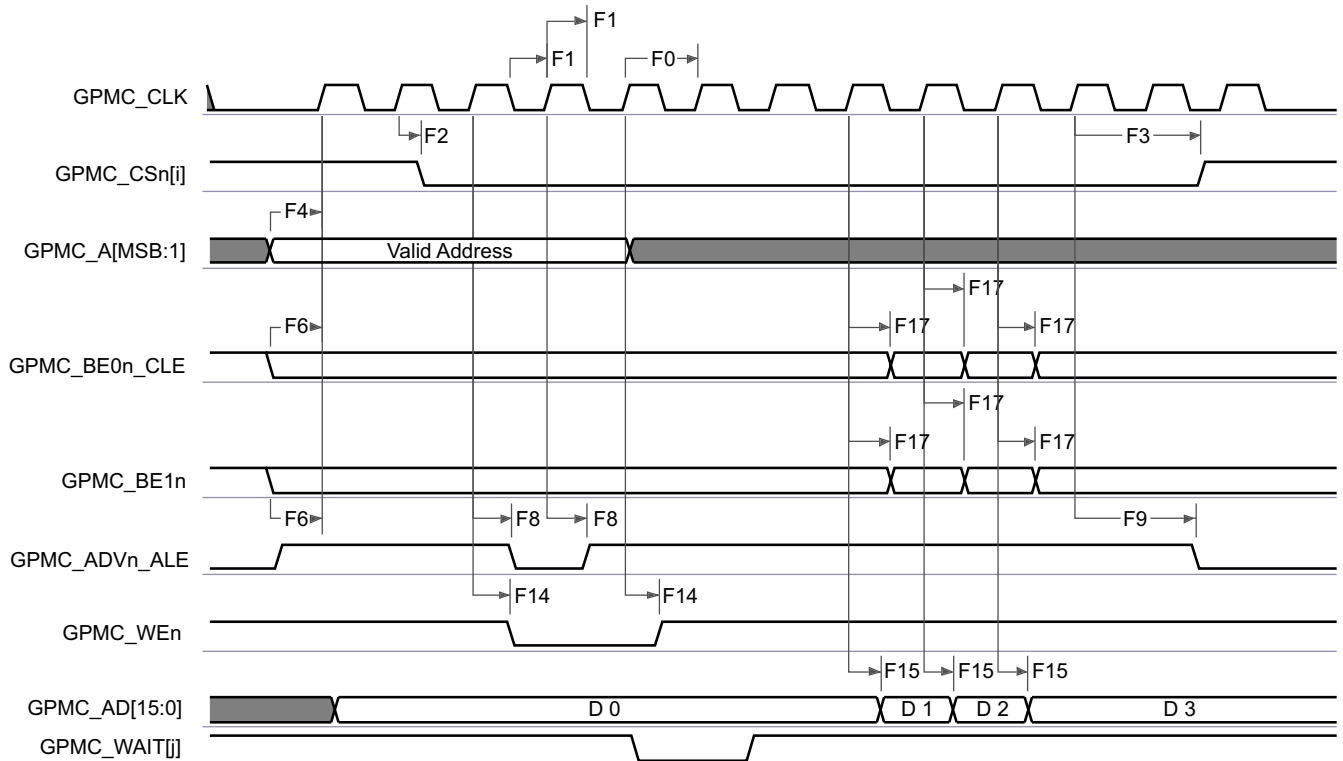 F1
F1
F0
GPMC_CLK
F2
F3
GPMC_CSn[i]
F4
GPMC_A[MSB:1]
Valid Address
F17
F6
F17
F17
GPMC_BE0n_CLE
F17
F17
F17
GPMC_BE1n
F6
F8
F8
F9
GPMC_ADVn_ALE
F14
F14
GPMC_WEn
F15
F15
F15
GPMC_AD[15:0]
D 0
D 1
D 2
D 3
GPMC_WAIT[j]